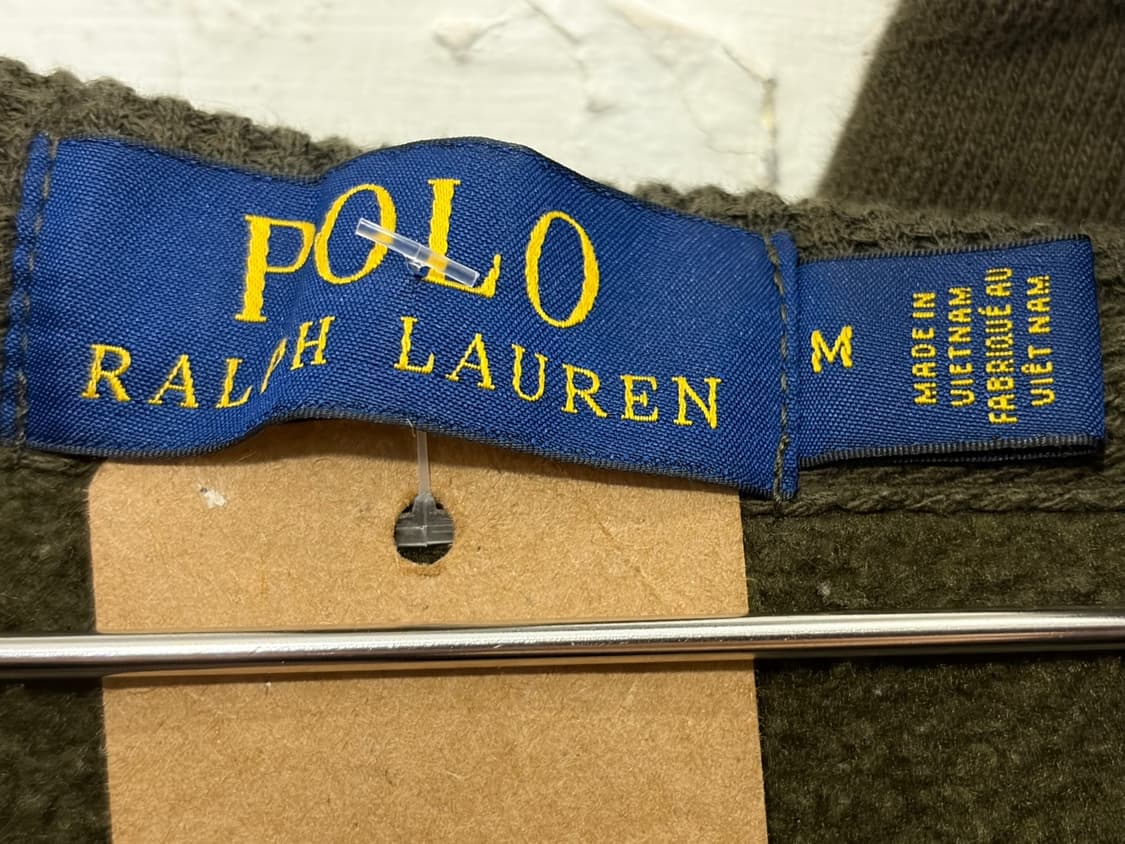 POLO
RALPH LAUREN
M
MADE IN
VIETNAM
FABRIQUÉ AU
VIÊT NAM